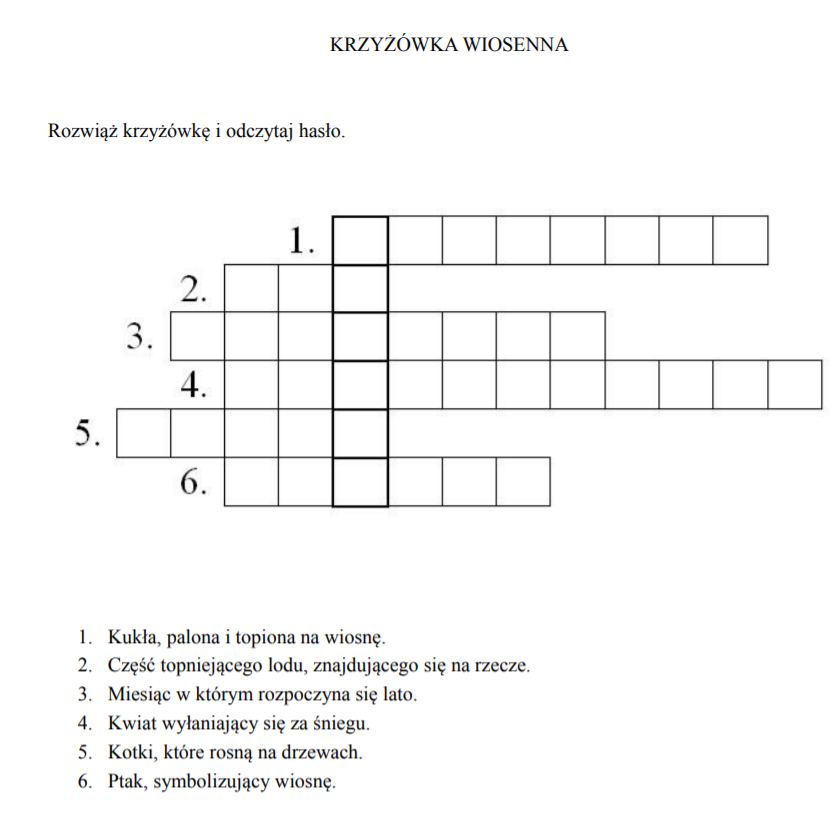 KRZYŻÓWKA WIOSENNA
Rozwiąż krzyżówkę i odczytaj hasło.
1.
2.
3.
4.
5.
6.
1. Kukła, palona i topiona na wiosnę.
2. Część topniejącego lodu, znajdującego się na rzecze.
3. Miesiąc w którym rozpoczyna się lato.
4. Kwiat wyłaniający się za śniegu.
5. Kotki, które rosną na drzewach.
6. Ptak, symbolizujący wiosnę.